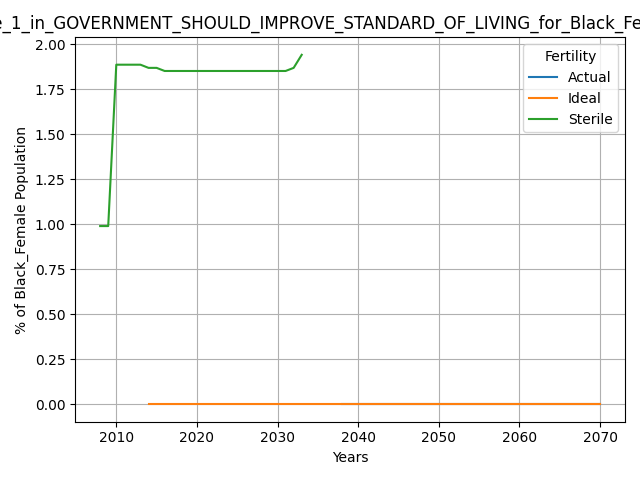 e_1_in_GOVERNMENT_SHOULD_IMPROVE_STANDARD_OF_LIVING_for_Black_Fe
2.00
1.75
1.50
1.25
1.00
0.75
0.50
0.25
0.00
% of Black_Female Population
Fertility
Actual
Ideal
Sterile
2010 2020 2030 2040 2050 2060 2070
Years